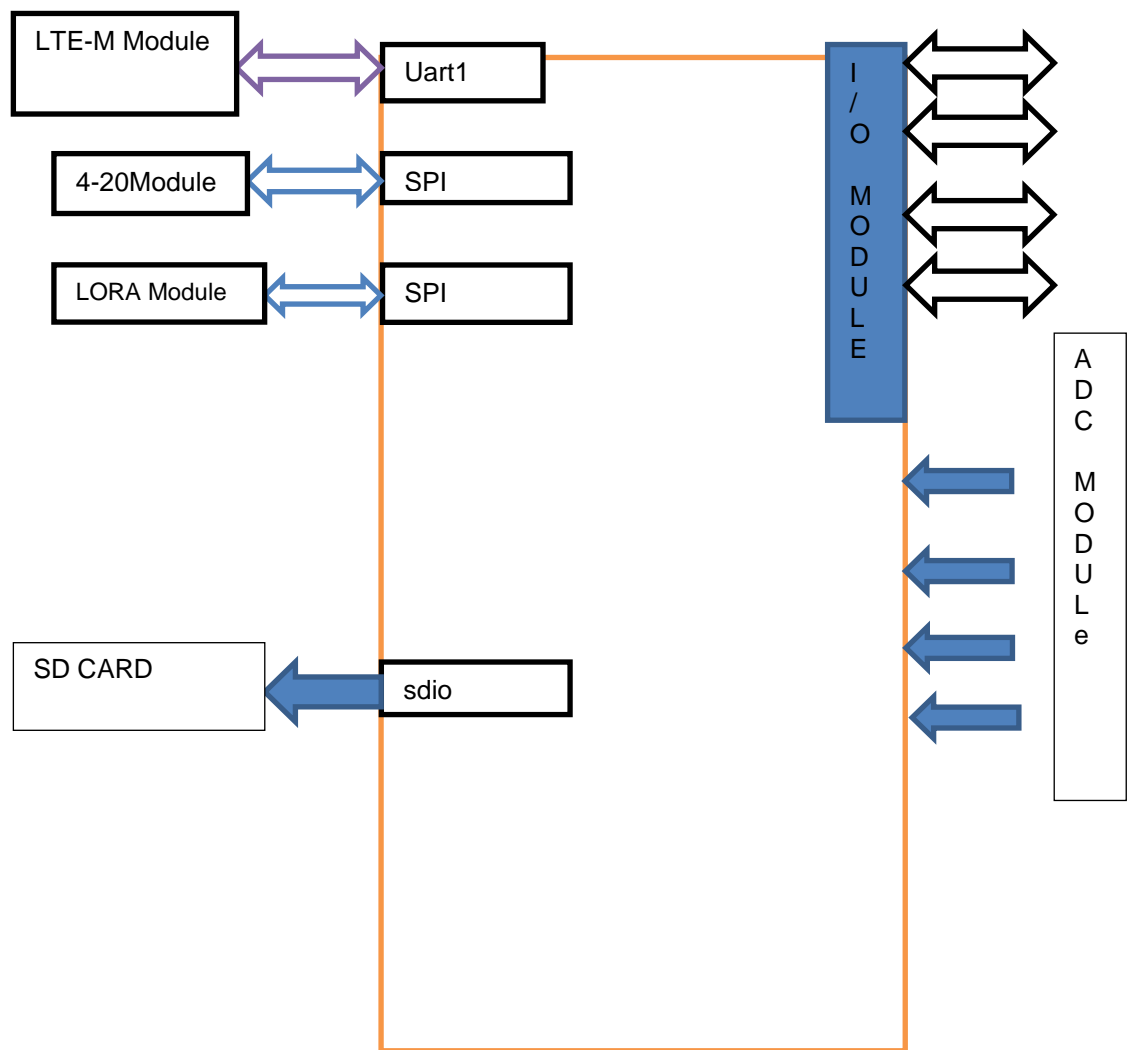 LTE-M Module
Uart1
4-20Module
SPI
LORA Module
SPI
SD CARD
sdio
I
/
O
M
O
D
U
L
E
A
D
C
M
O
D
U
L
e